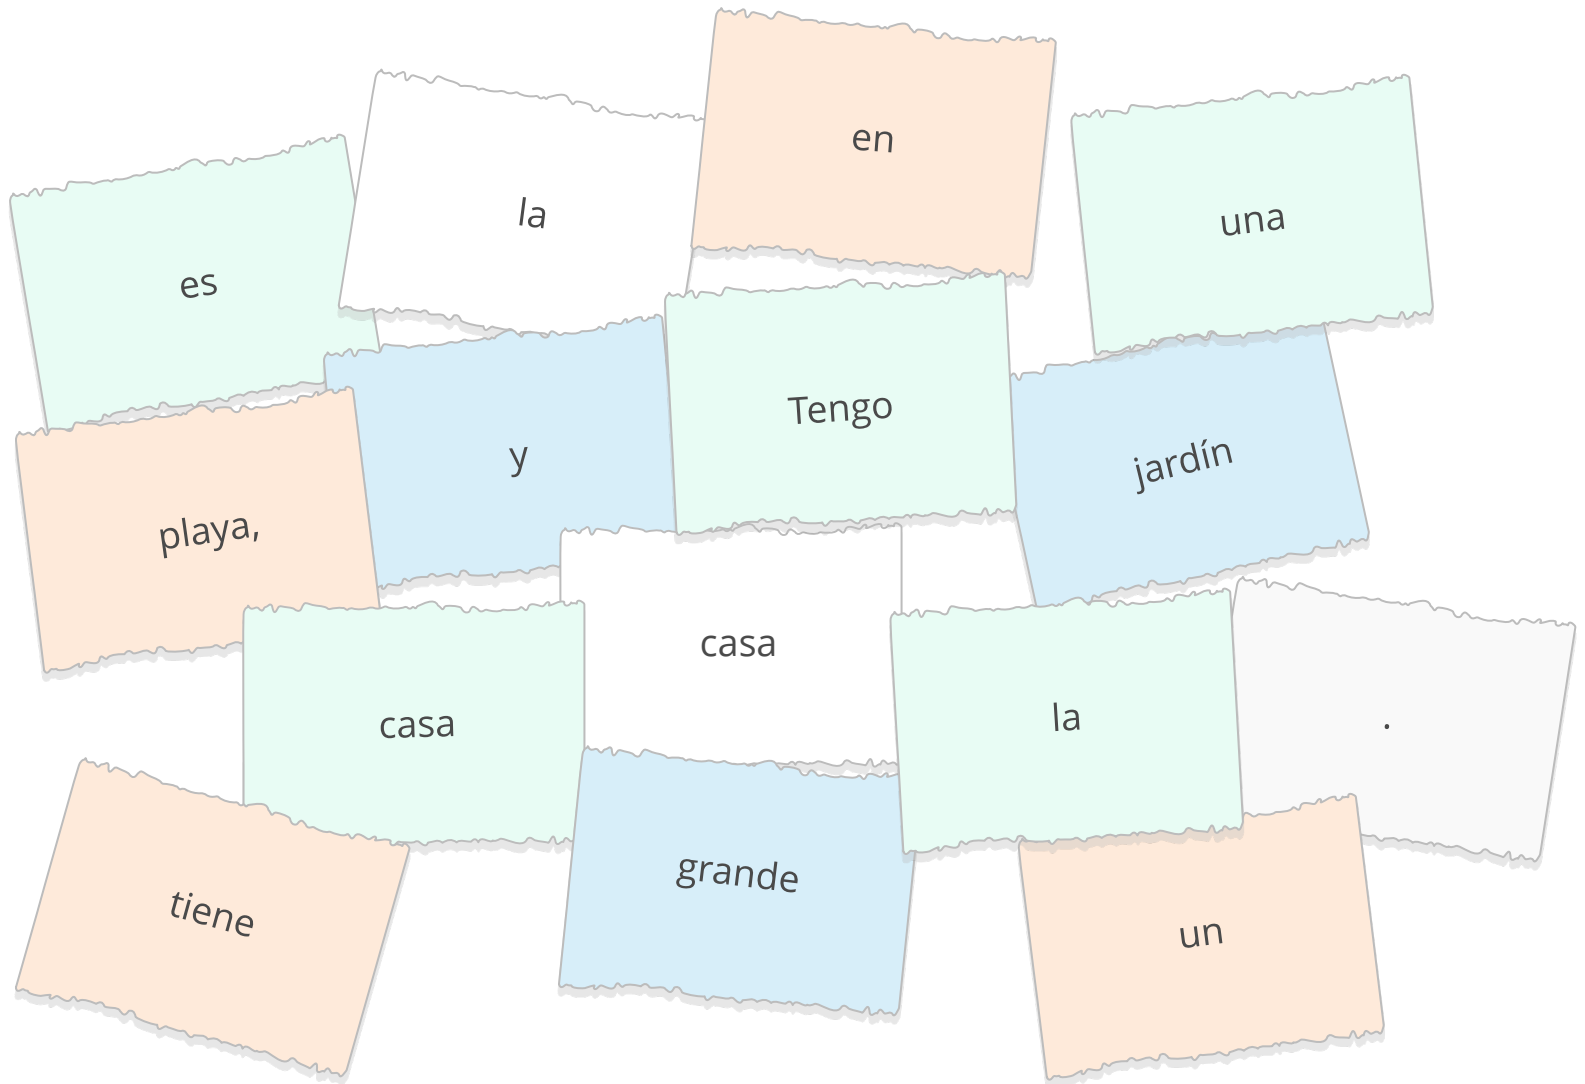 en
la
una
es
Tengo
y
jardín
playa,
casa
la
.
casa
grande
tiene
un